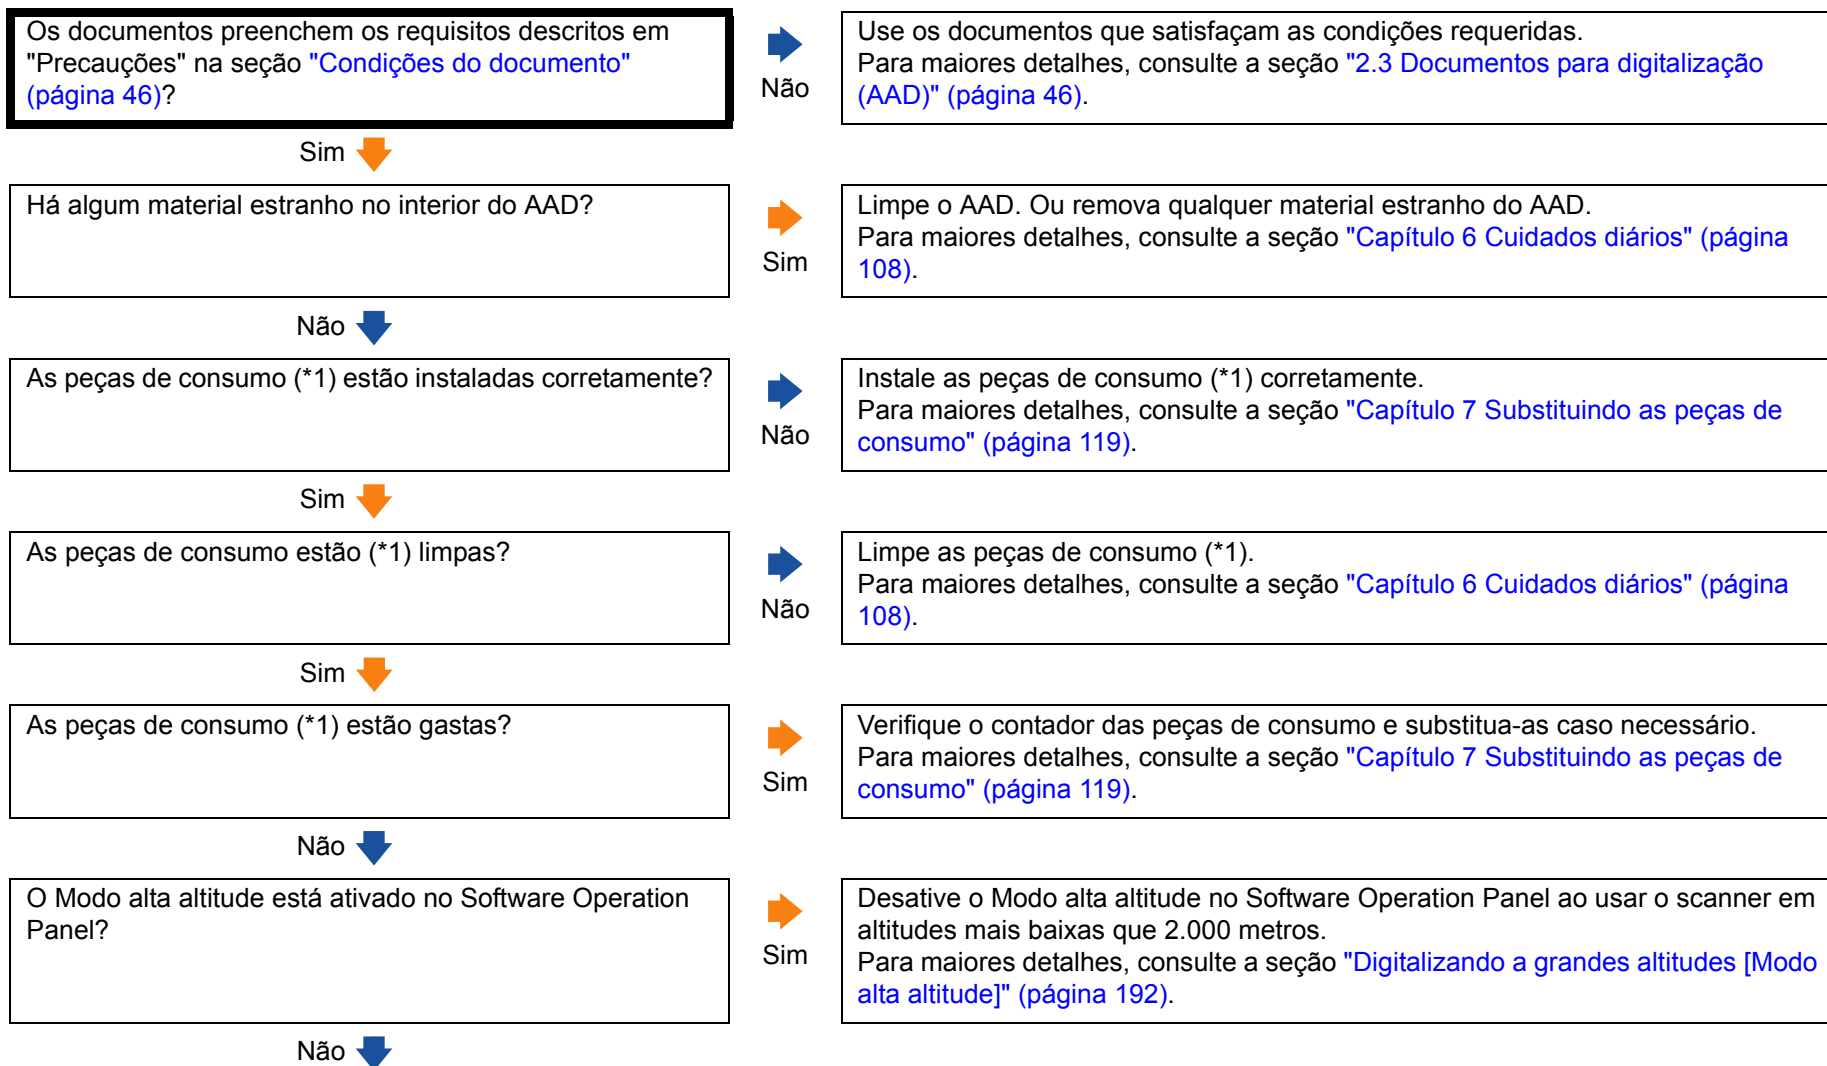 Os documentos preenchem os requisitos descritos em
"Precauções" na seção "Condições do documento"
(página 46)?
Não
Use os documentos que satisfaçam as condições requeridas.
Para maiores detalhes, consulte a seção "2.3 Documentos para digitalização
(AAD)" (página 46).
Sim
Há algum material estranho no interior do AAD?
Sim
Limpe o AAD. Ou remova qualquer material estranho do AAD.
Para maiores detalhes, consulte a seção "Capítulo 6 Cuidados diários" (página
108).
Não
As peças de consumo (*1) estão instaladas corretamente?
Não
Instale as peças de consumo (*1) corretamente.
Para maiores detalhes, consulte a seção "Capítulo 7 Substituindo as peças de
consumo" (página 119).
Sim
As peças de consumo estão (*1) limpas?
Não
Limpe as peças de consumo (*1).
Para maiores detalhes, consulte a seção "Capítulo 6 Cuidados diários" (página
108).
Sim
As peças de consumo (*1) estão gastas?
Sim
Verifique o contador das peças de consumo e substitua-as caso necessário.
Para maiores detalhes, consulte a seção "Capítulo 7 Substituindo as peças de
consumo" (página 119).
Não
O Modo alta altitude está ativado no Software Operation
Panel?
Sim
Desative o Modo alta altitude no Software Operation Panel ao usar o scanner em
altitudes mais baixas que 2.000 metros.
Para maiores detalhes, consulte a seção "Digitalizando a grandes altitudes [Modo
alta altitude]" (página 192).
Não